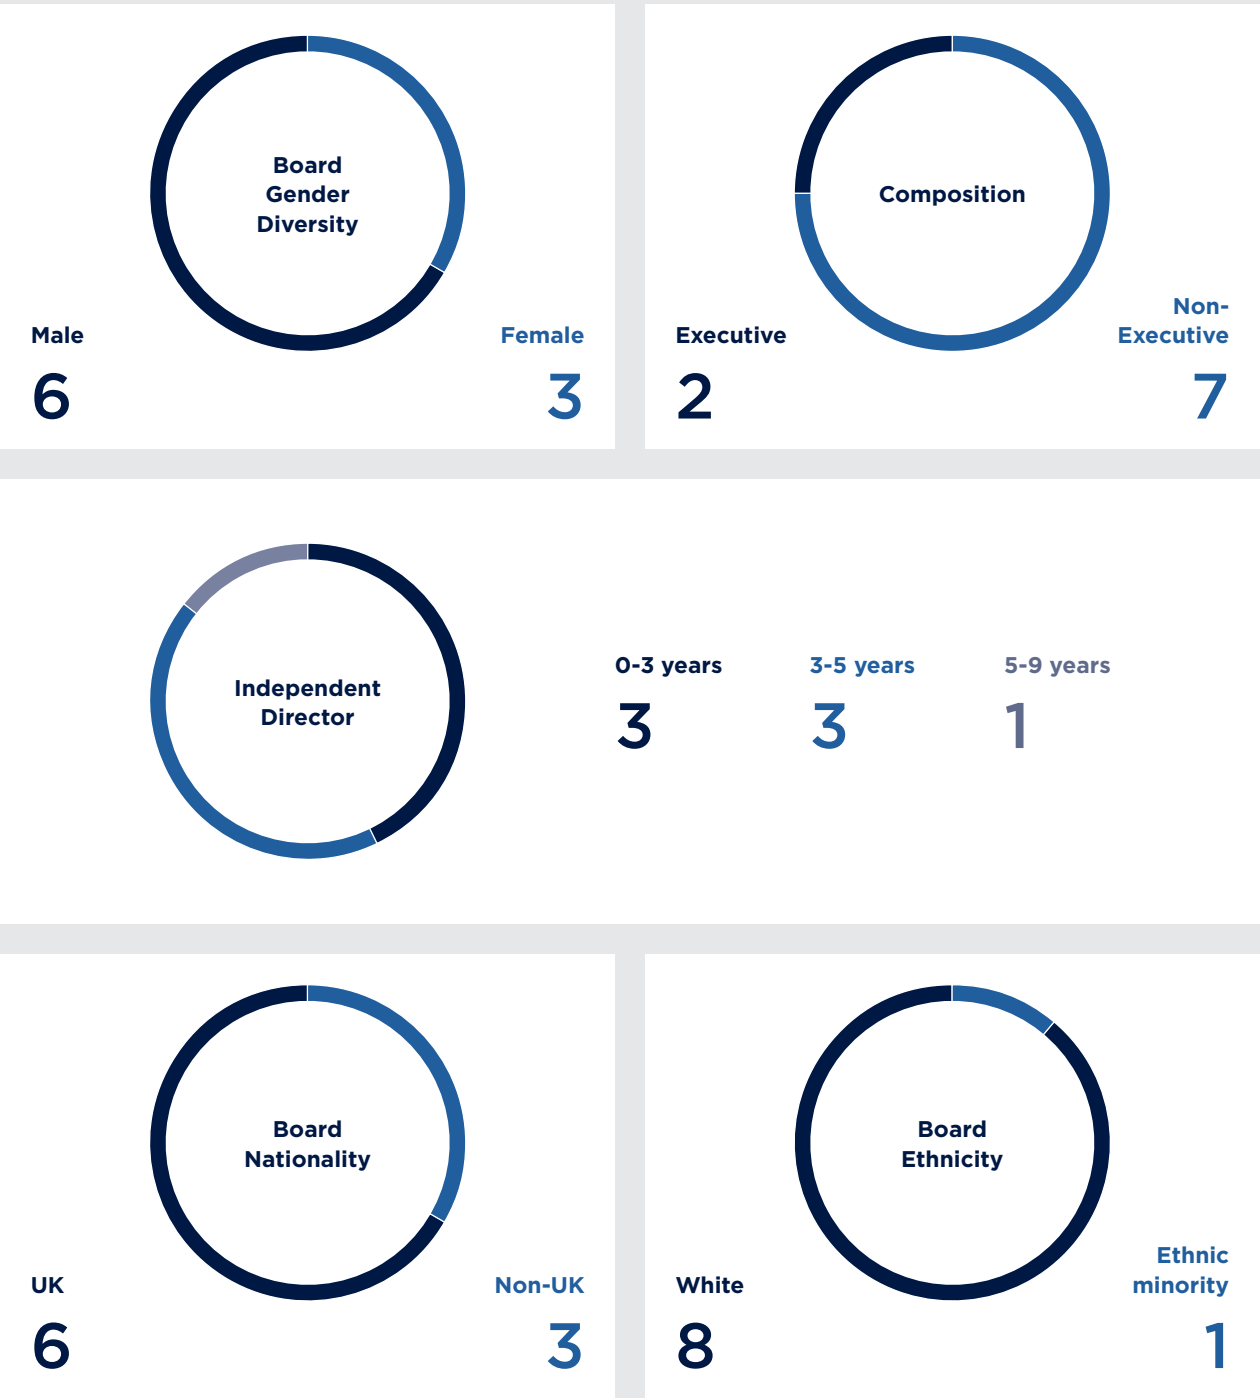 Board
Gender
Diversity
Male
6
Female
3
Composition
Executive
2
Non-
Executive
7
Independent
Director
0-3 years
3
3-5 years
3
5-9 years
1
Board
Nationality
UK
6
Non-UK
3
Board
Ethnicity
White
8
Ethnic
minority
1